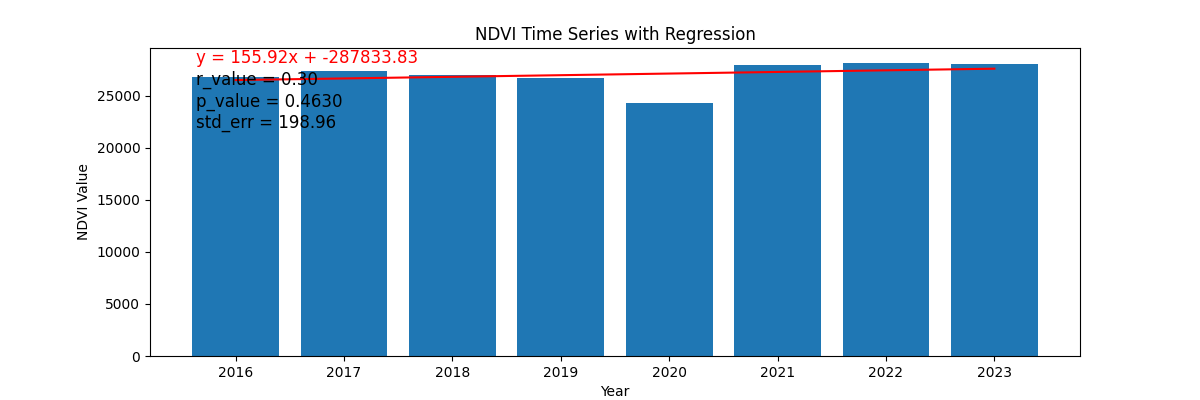 NDVI Time Series with Regression
y = 155.92x + -287833.83
r_value = 0.30
p_value = 0.4630
std_err = 198.96
25000
20000
15000
10000
5000
0
NDVI Value
2016 2017 2018 2019 2020 2021 2022 2023
Year